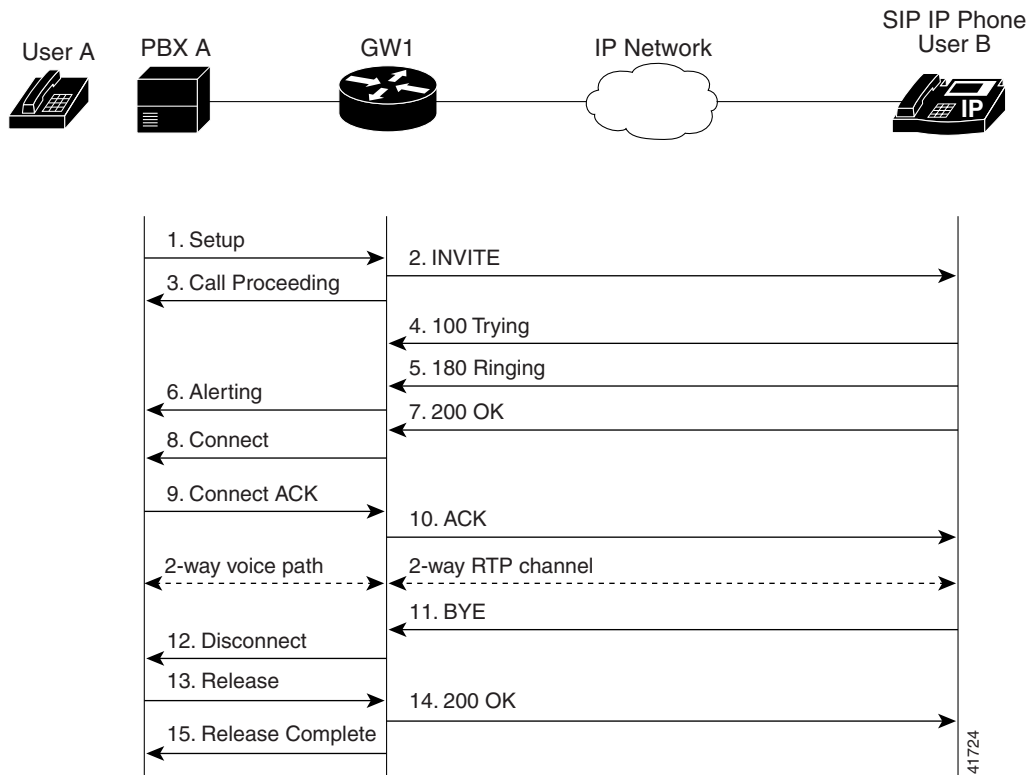 User A
PBX A
GW1
IP Network
SIP IP Phone
User B
IP
1. Setup
2. INVITE
3. Call Proceeding
4. 100 Trying
5. 180 Ringing
6. Alerting
7. 200 OK
8. Connect
9. Connect ACK
10. ACK
2-way voice path
2-way RTP channel
11. BYE
12. Disconnect
13. Release
14. 200 OK
15. Release Complete
41724